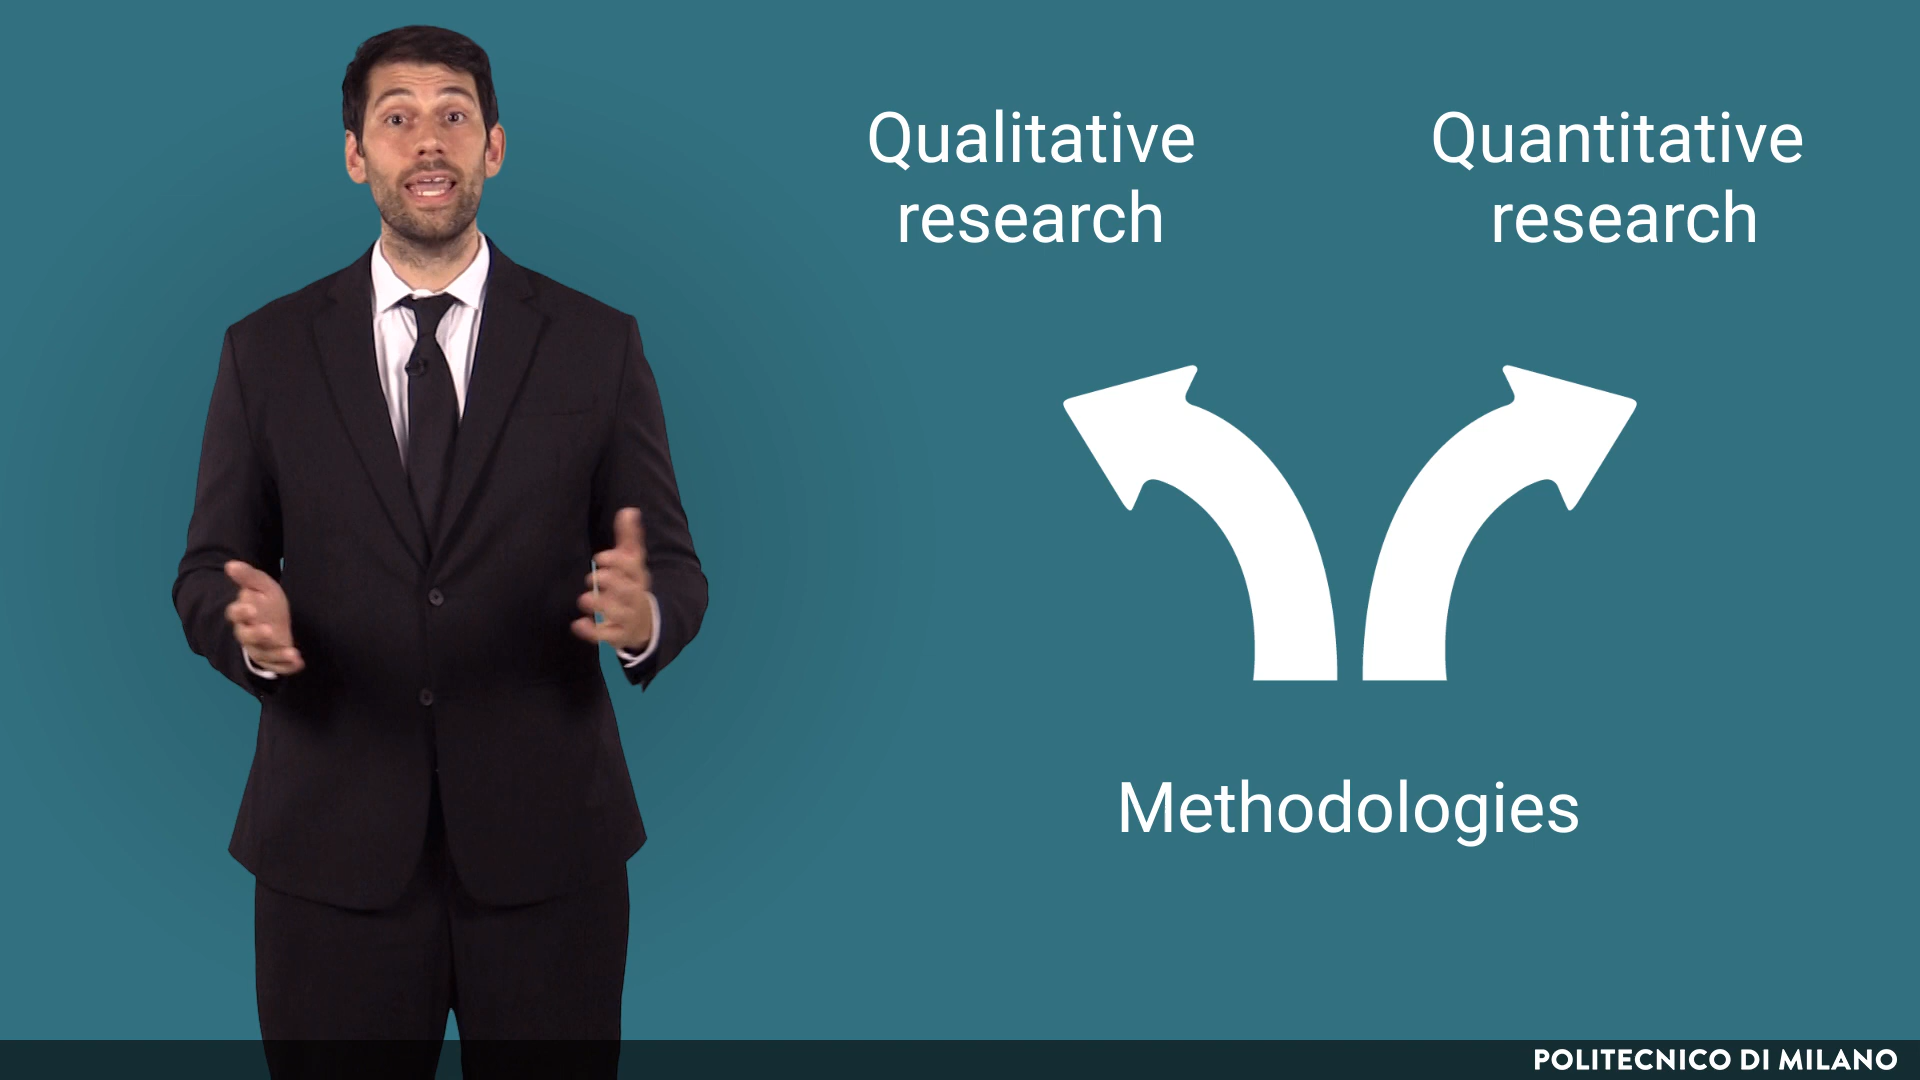 Qualitative
research
Quantitative
research
Methodologies
POLITECNICO DI MILANO